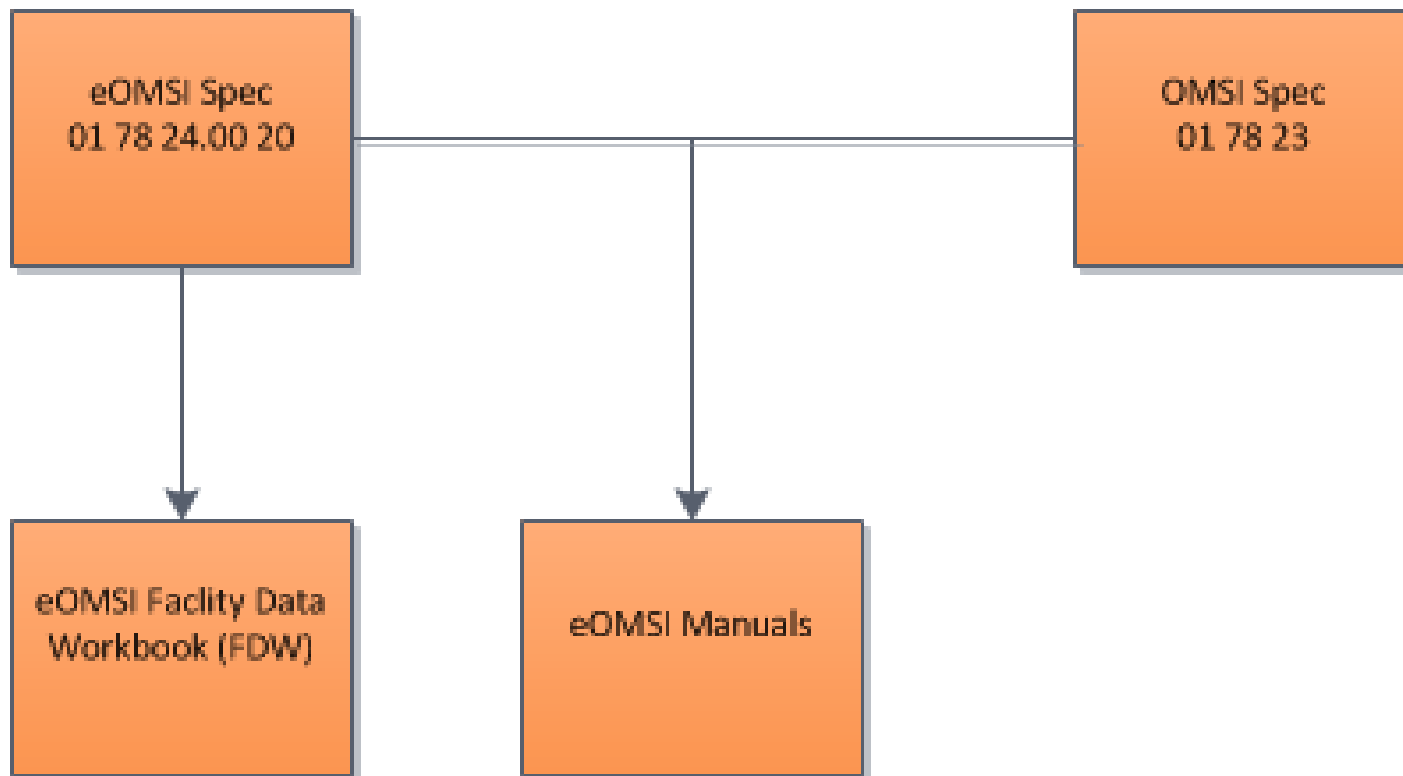 eOMSI Spec
01 78 24.00 20
OMSI Spec
01 78 23
eOMSI Faclity Data
Workbook (FDW)
eOMSI Manuals